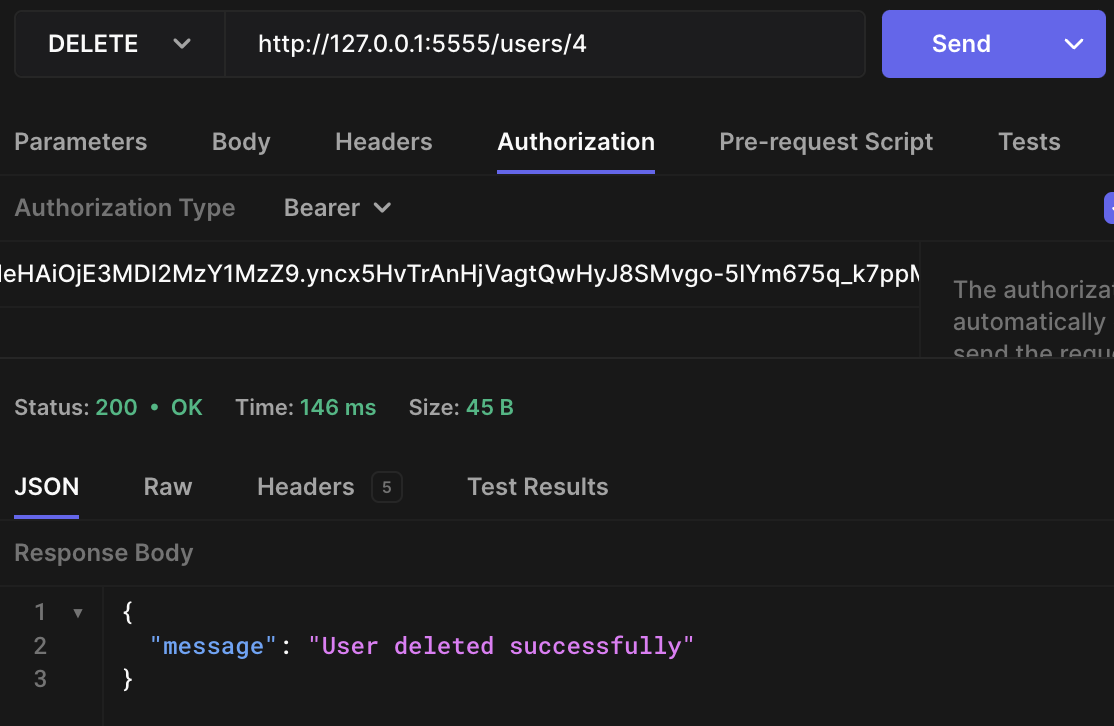 DELETE
http://127.0.0.1:5555/users/4
Send
Parameters Body Headers Authorization Pre-request Script Tests
Authorization Type Bearer
leHAiOjE3MDI2MzY1MzZ9.yncx5HvTrAnHjVagtQwHyJ8SMvgo-5lYm675q_k7ppM
The authorizat
automatically
send the reque
Status: 200 • OK Time: 146 ms Size: 45 B
JSON Raw Headers 5 Test Results
Response Body
1 {
2 "message": "User deleted successfully"
3 }